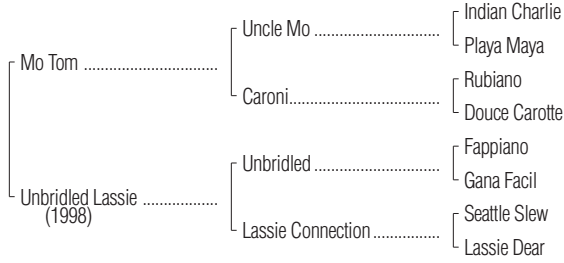 Indian Charlie
Uncle Mo ................................
Playa Maya
Mo Tom ................................
Rubiano
Caroni.......................................
Douce Carotte
Fappiano
Unbridled ................................
Gana Facil
Unbridled Lassie ..................
(1998)
Seattle Slew
Lassie Connection.................
Lassie Dear